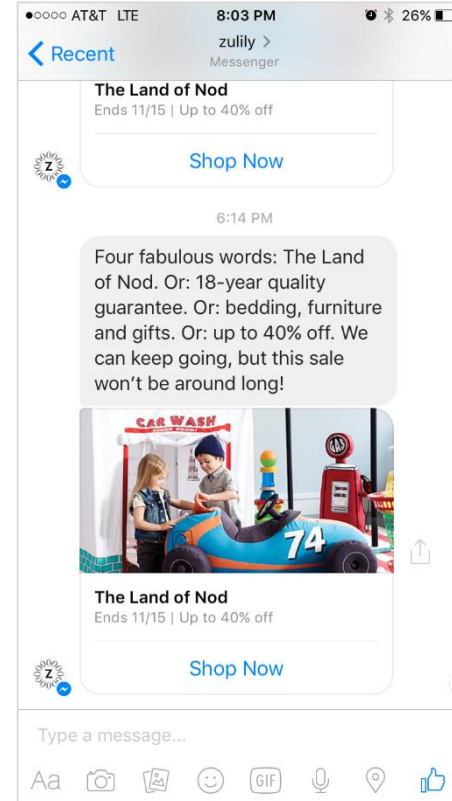 AT&T LTE 8:03 PM 26%
Recent
zulily >
Messenger
The Land of Nod
Ends 11/15 | Up to 40% off
Z
Shop Now
6:14 PM
Four fabulous words: The Land
of Nod. Or: 18-year quality
guarantee. Or: bedding, furniture
and gifts. Or: up to 40% off. We
can keep going, but this sale
won't be around long!
CAR WASH
GAS
74
The Land of Nod
Ends 11/15 | Up to 40% off
Z
Shop Now
Type a message...
Aa GIF